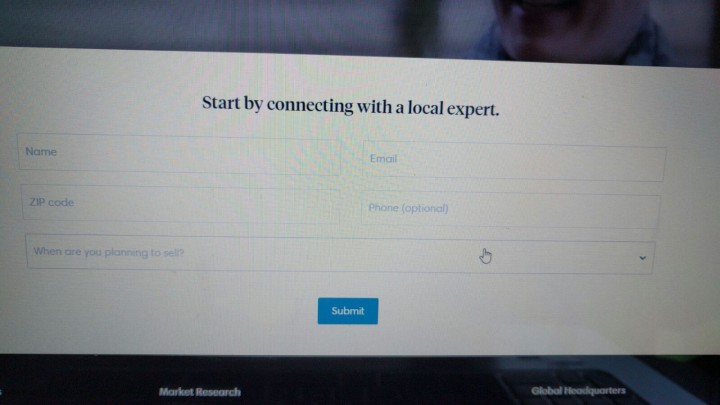 Start by connecting with a local expert.
Name
Email
ZIP code
Phone (optional)
When are you planning to sell?
Submit
Market Research
Global Headquarters